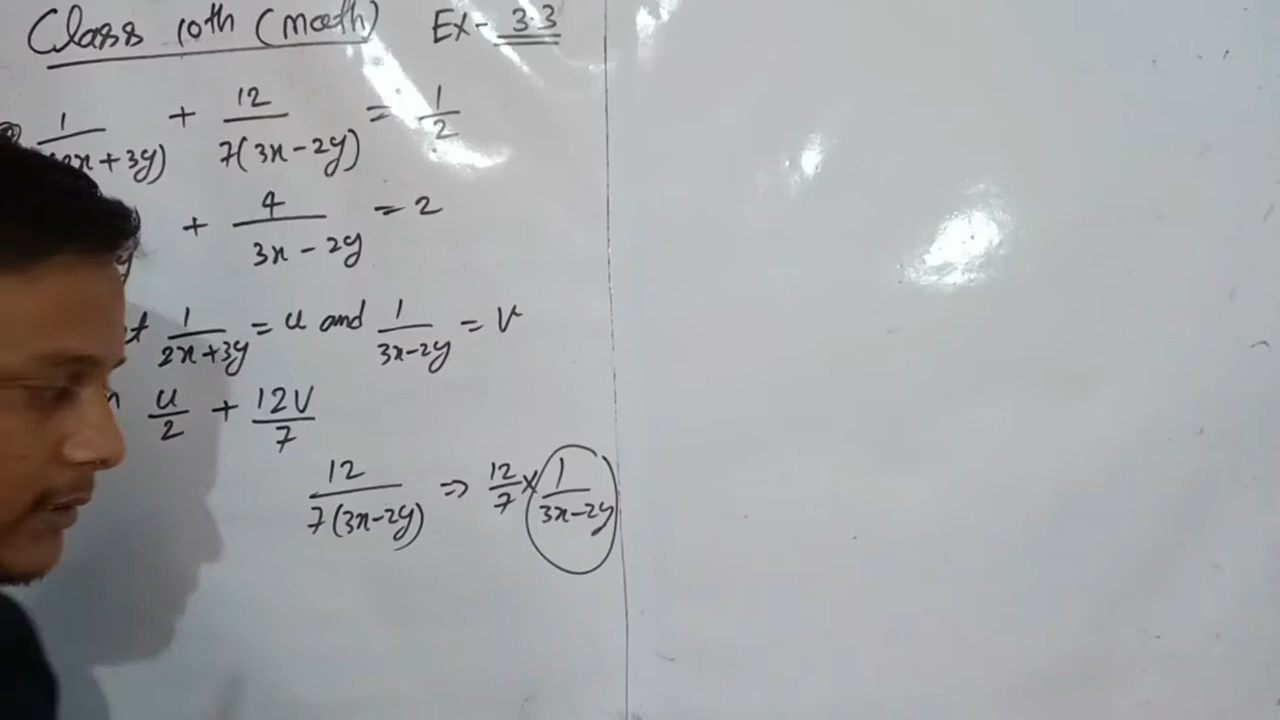 Class 10th (Math) Ex- 3.3
1/(2x+3y) + 12/7(3x-2y) = 1/2
y + 4/3x-2y = 2
1/2x+3y = u and 1/3x-2y = v
u/2 + 12v/7
12/7(3x-2y) => 12/7 × 1/3x-2y